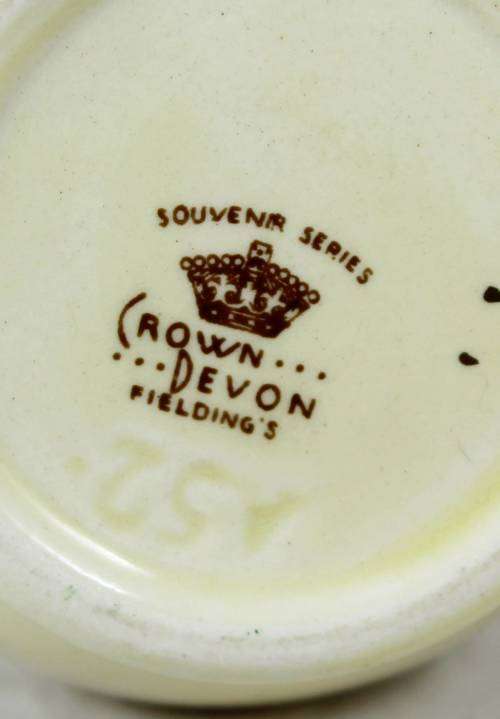 SOUVENIR SERIES
CROWN...
...DEVON
FIELDING'S